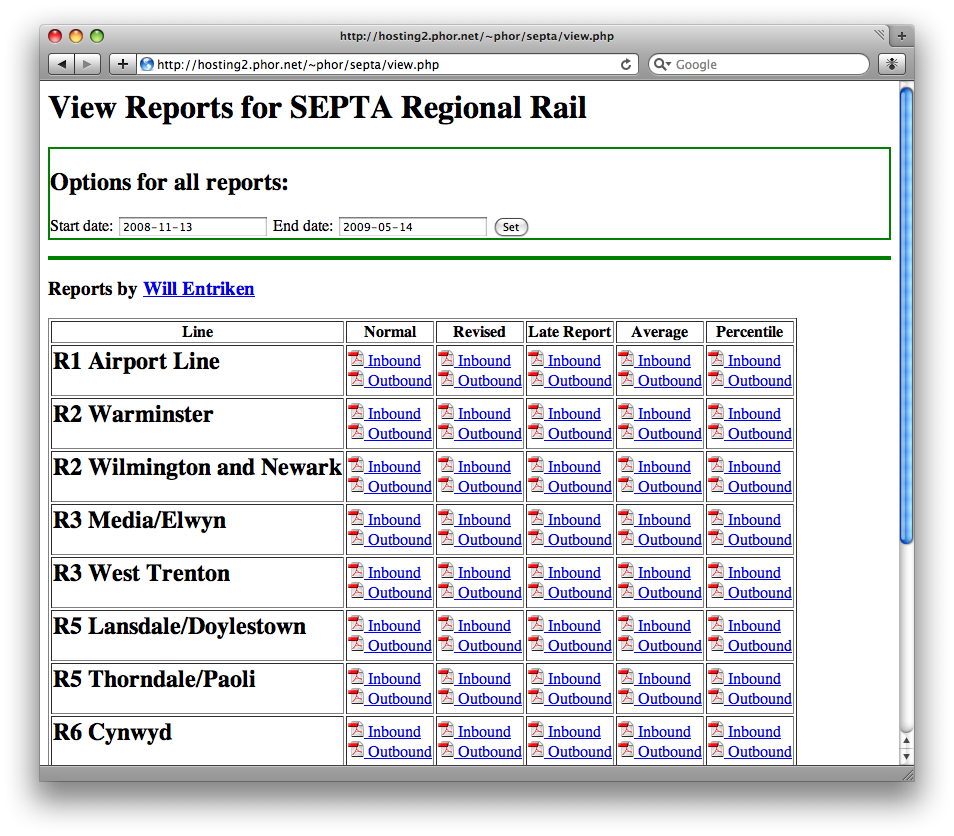 http://hosting2.phor.net/~phor/septa/view.php
http://hosting2.phor.net/~phor/septa/view.php Google
View Reports for SEPTA Regional Rail
Options for all reports:
Start date: 2008-11-13 End date: 2009-05-14 Set
Reports by Will Entriken
Line Normal Revised Late Report Average Percentile
R1 Airport Line Inbound Inbound Inbound Inbound Inbound
Outbound Outbound Outbound Outbound Outbound
R2 Warminster Inbound Inbound Inbound Inbound Inbound
Outbound Outbound Outbound Outbound Outbound
R2 Wilmington and Newark Inbound Inbound Inbound Inbound Inbound
Outbound Outbound Outbound Outbound Outbound
R3 Media/Elwyn Inbound Inbound Inbound Inbound Inbound
Outbound Outbound Outbound Outbound Outbound
R3 West Trenton Inbound Inbound Inbound Inbound Inbound
Outbound Outbound Outbound Outbound Outbound
R5 Lansdale/Doylestown Inbound Inbound Inbound Inbound Inbound
Outbound Outbound Outbound Outbound Outbound
R5 Thorndale/Paoli Inbound Inbound Inbound Inbound Inbound
Outbound Outbound Outbound Outbound Outbound
R6 Cynwyd Inbound Inbound Inbound Inbound Inbound
Outbound Outbound Outbound Outbound Outbound